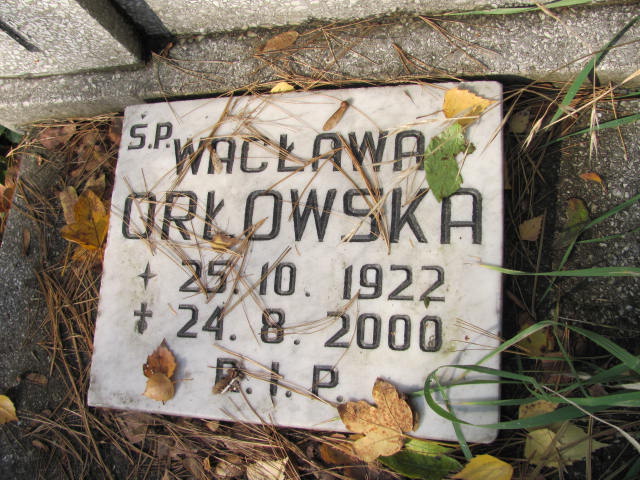 Ś.P. WACŁAWA
ORŁOWSKA
25. 10. 1922
✝ 24. 8. 2000
R.I.P.